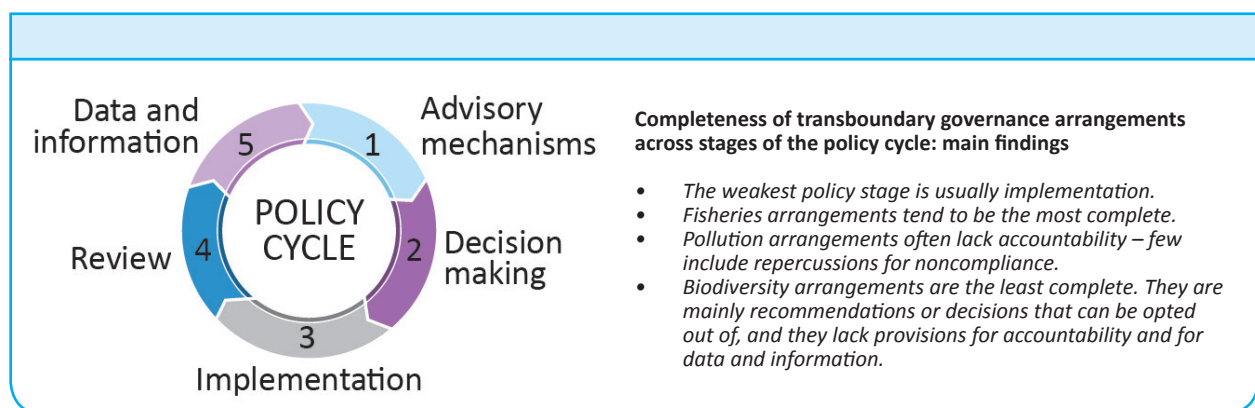 Data and
information
5
1
Advisory
mechanisms
POLICY
CYCLE
Review
4
2
Decision
making
3
Implementation
Completeness of transboundary governance arrangements
across stages of the policy cycle: main findings
• The weakest policy stage is usually implementation.
• Fisheries arrangements tend to be the most complete.
• Pollution arrangements often lack accountability – few
include repercussions for noncompliance.
• Biodiversity arrangements are the least complete. They are
mainly recommendations or decisions that can be opted
out of, and they lack provisions for accountability and for
data and information.